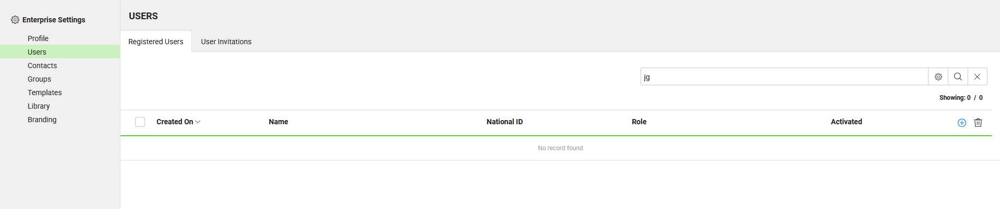 Enterprise Settings
Profile
Users
Contacts
Groups
Templates
Library
Branding
USERS
Registered Users
User Invitations
jg
Showing: 0 / 0
Created On
Name
National ID
Role
Activated
No record found